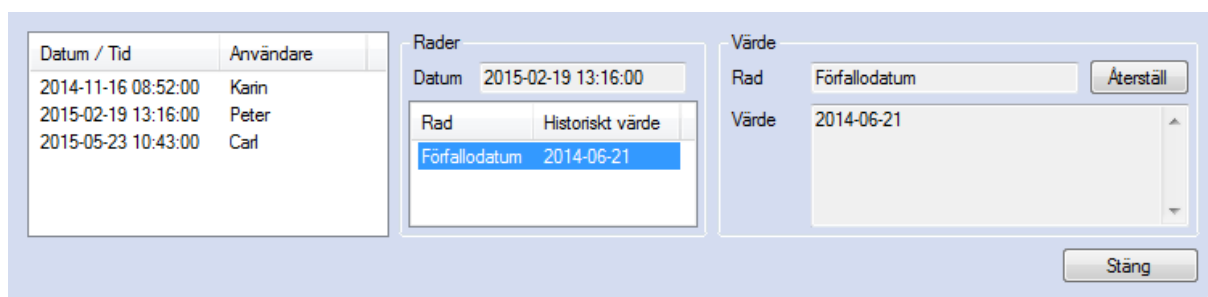 Datum / Tid Användare
2014-11-16 08:52:00 Karin
2015-02-19 13:16:00 Peter
2015-05-23 10:43:00 Carl
Rader
Datum 2015-02-19 13:16:00
Rad Historiskt värde
Förfallodatum 2014-06-21
Värde
Rad Förfallodatum Återställ
Värde 2014-06-21
Stäng